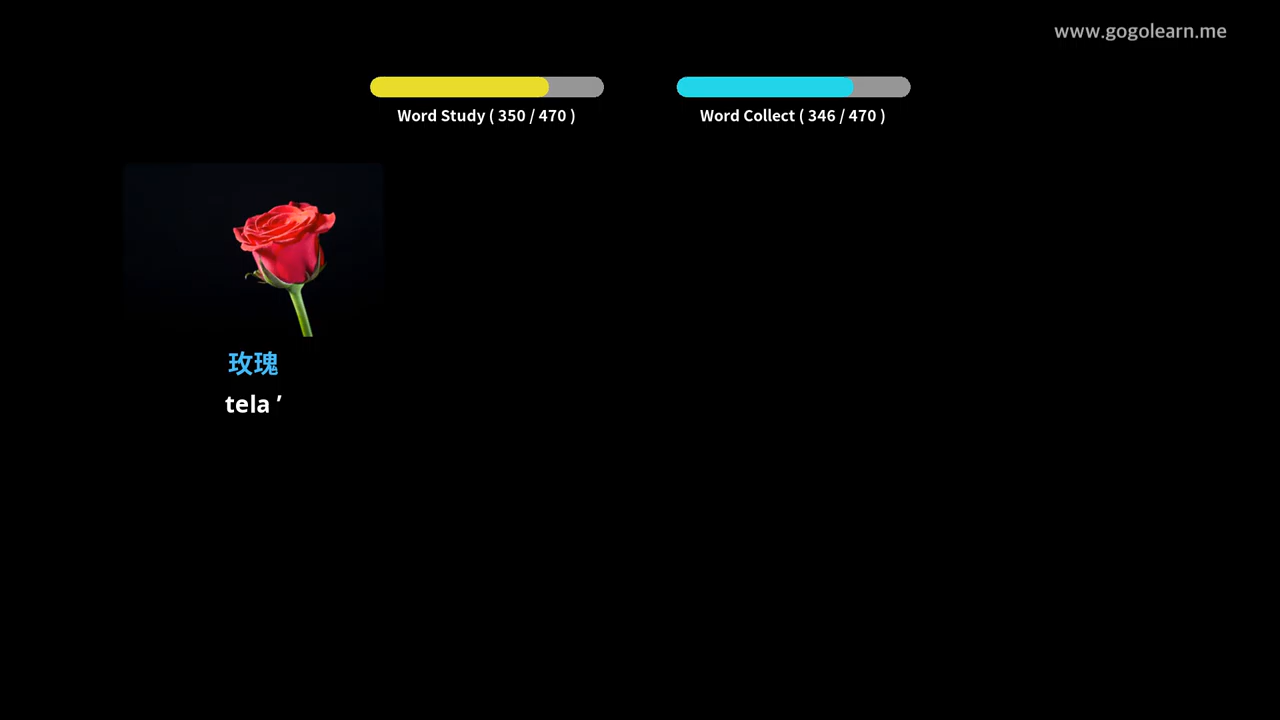 www.gogolearn.me
Word Study ( 350 / 470 )
Word Collect ( 346 / 470 )
玫瑰
tela ’